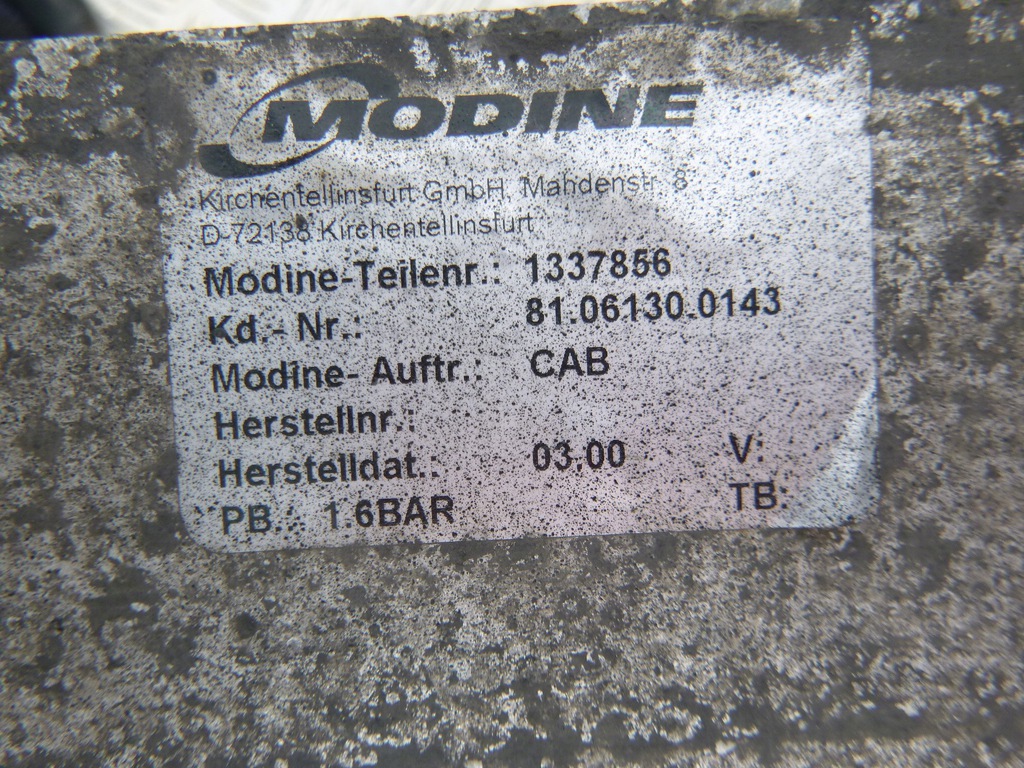 MODINE
Kirchentellinsfurt GmbH, Mahdenstr. 8
D-72138 Kirchentellinsfurt
Modine-Teilenr.: 1337856
Kd.- Nr.: 81.06130.0143
Modine- Auftr.: CAB
Herstellnr.:
Herstelldat.: 03.00 V:
PB : 1.6BAR TB: